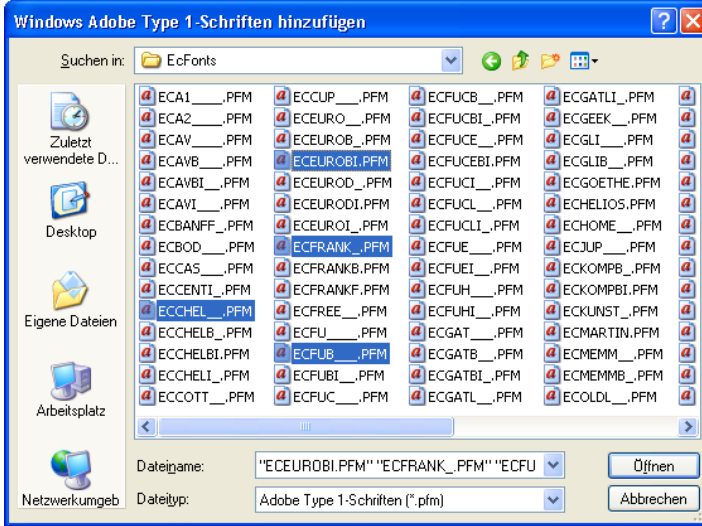 Windows Adobe Type 1-Schriften hinzufügen
Suchen in: EcFonts
Zuletzt verwendete D...
Desktop
Eigene Dateien
Arbeitsplatz
Netzwerkumgeb
ECA1____.PFM ECCUP___.PFM ECFUCB__.PFM ECGATLI_.PFM
ECA2____.PFM ECEURO__.PFM ECFUCBI_.PFM ECGEEK__.PFM
ECAV____.PFM ECEUROB_.PFM ECFUCE__.PFM ECGLI___.PFM
ECAVB___.PFM ECEUROBI.PFM ECFUCEBI.PFM ECGLIB__.PFM
ECAVBI__.PFM ECEUROD_.PFM ECFUCI__.PFM ECGOETHE.PFM
ECAVI___.PFM ECEURODI.PFM ECFUCL__.PFM ECHELIOS.PFM
ECBANFF_.PFM ECEUROI_.PFM ECFUCLI_.PFM ECHOME__.PFM
ECBOD___.PFM ECFRANK_.PFM ECFUE___.PFM ECJUP___.PFM
ECCAS___.PFM ECFRANKB.PFM ECFUEI__.PFM ECKOMPB_.PFM
ECCENTI_.PFM ECFRANKF.PFM ECFUH___.PFM ECKOMPBI.PFM
ECCHEL__.PFM ECFREE__.PFM ECFUHI__.PFM ECKUNST_.PFM
ECCHELB_.PFM ECFU____.PFM ECGAT___.PFM ECMARTIN.PFM
ECCHELBI.PFM ECFUB___.PFM ECGATB__.PFM ECMEMM__.PFM
ECCHELI_.PFM ECFUBI__.PFM ECGATBI_.PFM ECMEMMB_.PFM
ECCOTT__.PFM ECFUC___.PFM ECGATL__.PFM ECOLDL__.PFM
Dateiname: "ECEUROBI.PFM" "ECFRANK_.PFM" "ECFU Öffnen
Dateityp: Adobe Type 1-Schriften (*.pfm) Abbrechen